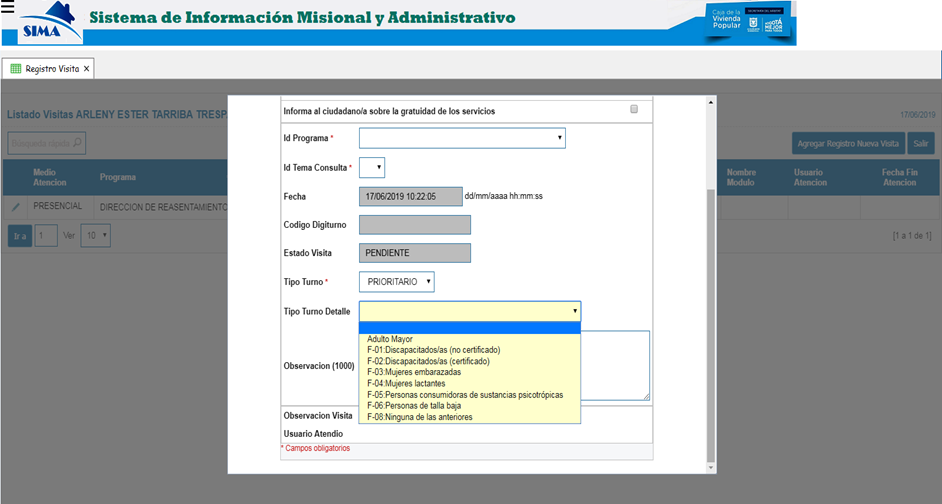 Sistema de Información Misional y Administrativo
SIMA
Caja de la
Vivienda
Popular
BOGOTÁ
MEJOR
PARA TODOS
Registro Visita X
Informa al ciudadano/a sobre la gratuidad de los servicios
Listado Visitas ARLENY ESTER TARRIBA TRESP
17/06/2019
Búsqueda rápida
Agregar Registro Nueva Visita
Salir
Medio
Atencion
Programa
Nombre
Modulo
Usuario
Atencion
Fecha Fin
Atencion
PRESENCIAL
DIRECCION DE REASENTAMIENTO
Ir a
1
Ver
10
[1 a 1 de 1]
Id Programa *
Id Tema Consulta *
Fecha
17/06/2019 10:22:05
dd/mm/aaaa hh:mm:ss
Codigo Digiturno
Estado Visita
PENDIENTE
Tipo Turno *
PRIORITARIO
Tipo Turno Detalle
Adulto Mayor
F-01:Discapacitados/as (no certificado)
F-02:Discapacitados/as (certificado)
F-03:Mujeres embarazadas
F-04:Mujeres lactantes
F-05:Personas consumidoras de sustancias psicotrópicas
F-06:Personas de talla baja
F-08:Ninguna de las anteriores
Observacion (1000)
Observacion Visita
Usuario Atendio
* Campos obligatorios